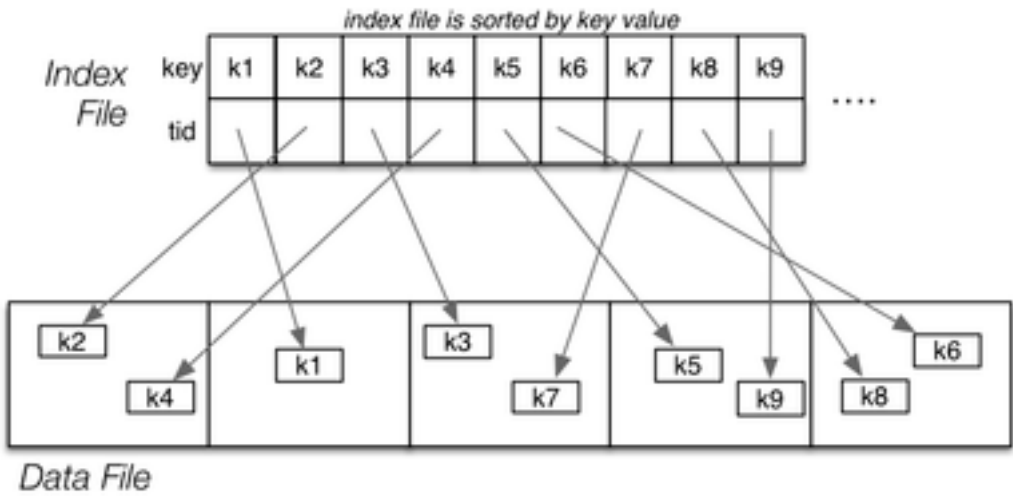 index file is sorted by key value
Index File
key k1 k2 k3 k4 k5 k6 k7 k8 k9
....
tid
k2 k4 k1 k3 k7 k5 k9 k8 k6
Data File